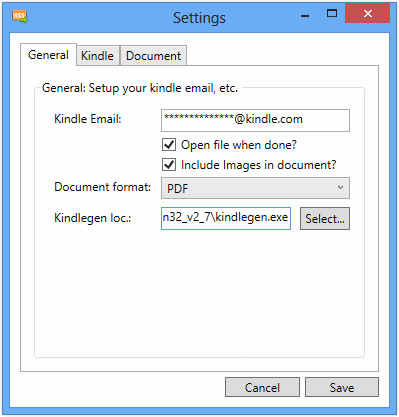 Settings
General Kindle Document
General: Setup your kindle email, etc.
Kindle Email: **************@kindle.com
Open file when done?
Include Images in document?
Document format: PDF
Kindlegen loc.: n32_v2_7\kindlegen.exe Select...
Cancel Save